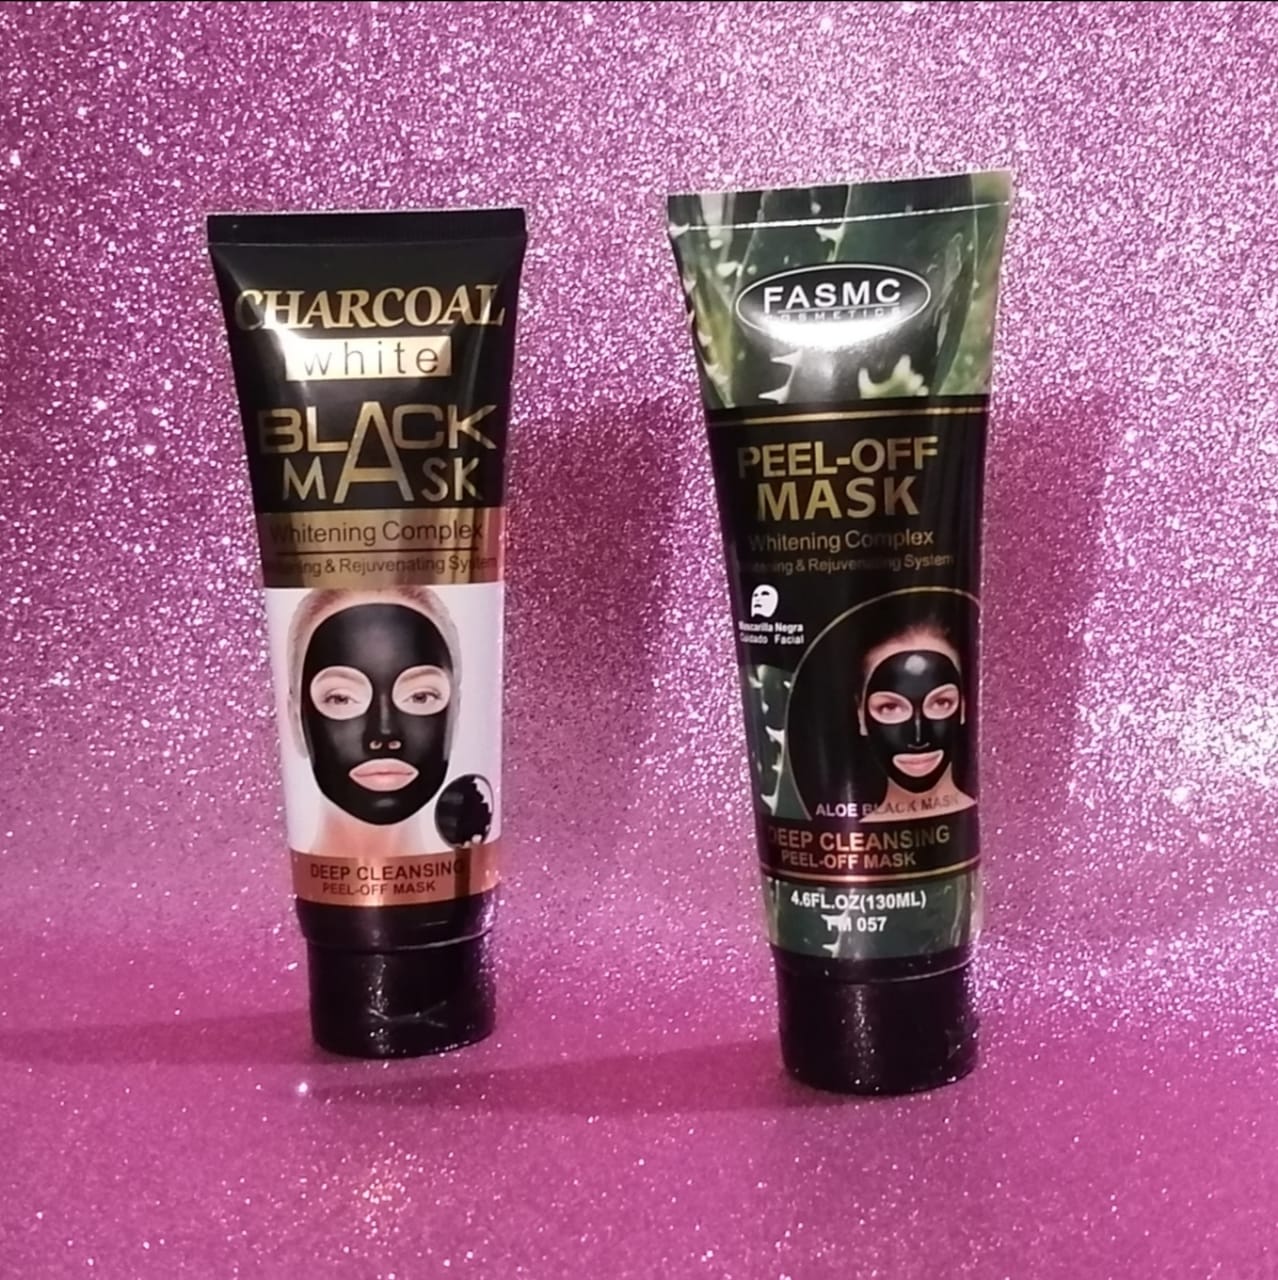 CHARCOAL
white
BLACK
MASK
Whitening Complex
& Rejuvenating System
DEEP CLEANSING
PEEL-OFF MASK
FASMC
COSMETICS
PEEL-OFF
MASK
Whitening Complex
& Rejuvenating System
Mascarilla Negra
Cuidado Facial
ALOE BLACK MASK
DEEP CLEANSING
PEEL-OFF MASK
4.6FL.OZ(130ML)
FM 057